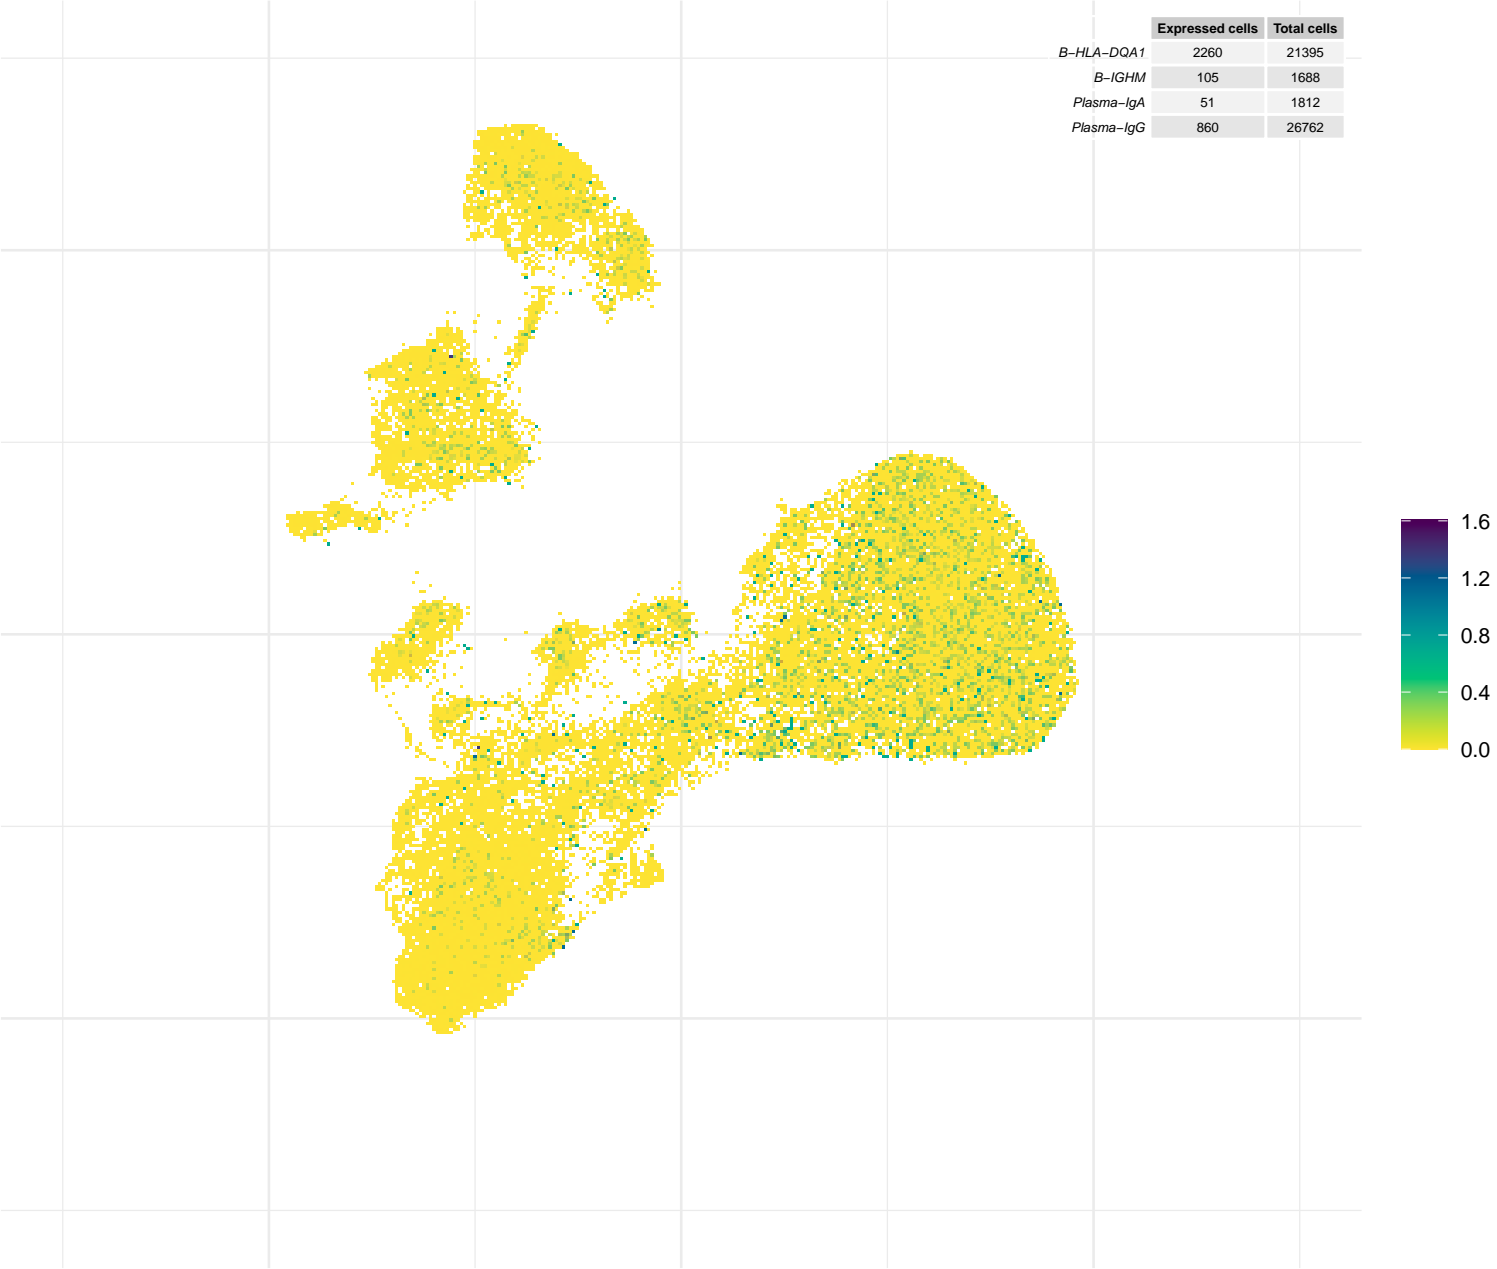 Expressed cells Total cells
B−HLA−DQA1 2260 21395
B−IGHM 105 1688
Plasma−IgA 51 1812
Plasma−IgG 860 26762
1.6
1.2
0.8
0.4
0.0